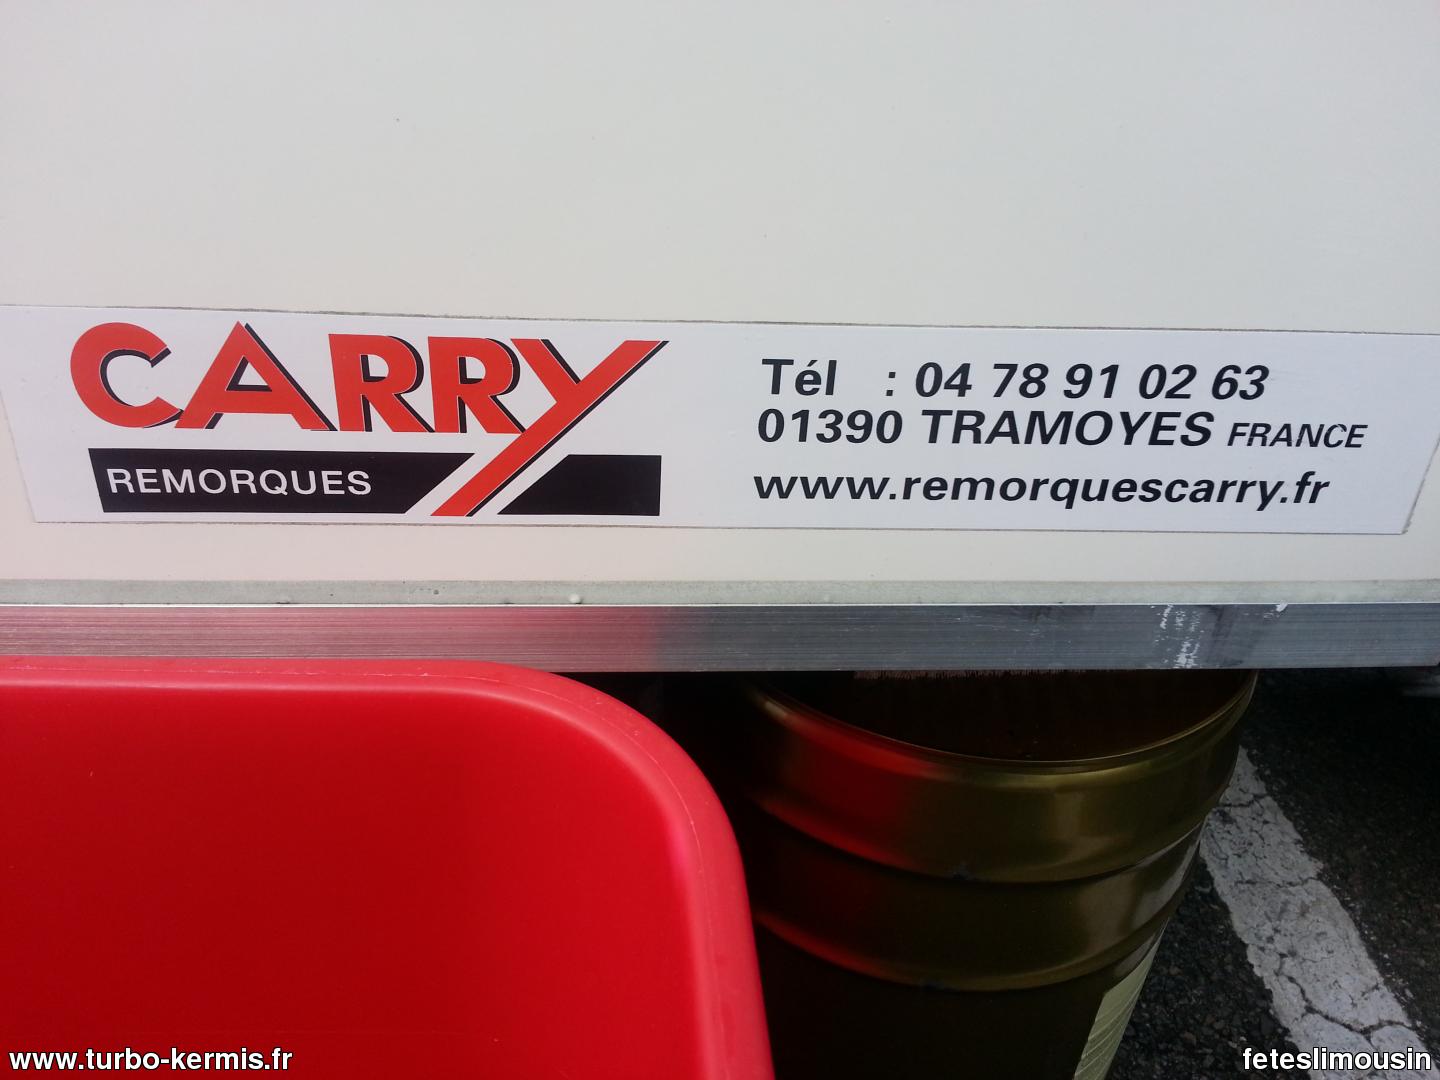 CARRY
REMORQUES
Tél : 04 78 91 02 63
01390 TRAMOYES FRANCE
www.remorquescarry.fr
www.turbo-kermis.fr
feteslimousin